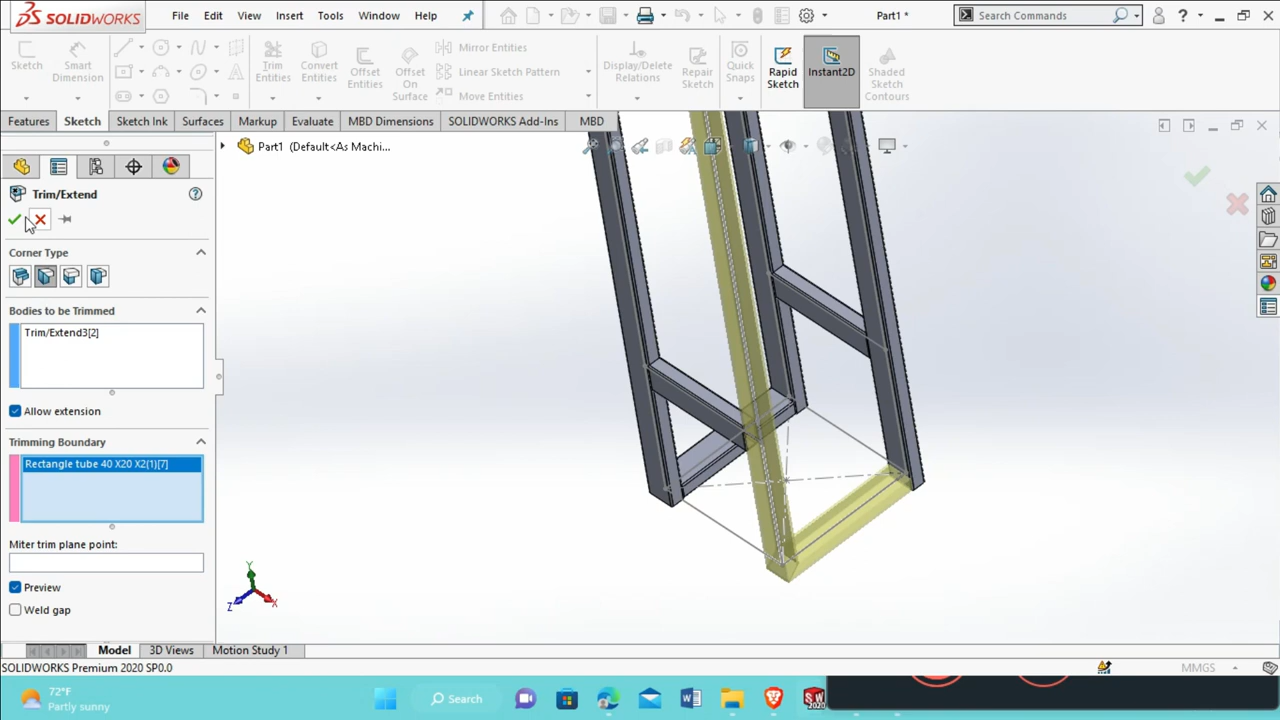 SOLIDWORKS
File Edit View Insert Tools Window Help
Part1 *
Search Commands
Sketch
Smart Dimension
Trim Entities
Convert Entities
Offset Entities
Offset On Surface
Mirror Entities
Linear Sketch Pattern
Move Entities
Display/Delete Relations
Repair Sketch
Quick Snaps
Rapid Sketch
Instant2D
Shaded Sketch Contours
Features Sketch Sketch Ink Surfaces Markup Evaluate MBD Dimensions SOLIDWORKS Add-Ins MBD
Part1 (Default<As Machi...
Trim/Extend
Corner Type
Bodies to be Trimmed
Trim/Extend3[2]
Allow extension
Trimming Boundary
Rectangle tube 40 X20 X2(1)[7]
Miter trim plane point:
Preview
Weld gap
Y
Z
X
Model 3D Views Motion Study 1
SOLIDWORKS Premium 2020 SP0.0
MMGS
72°F
Partly sunny
Search